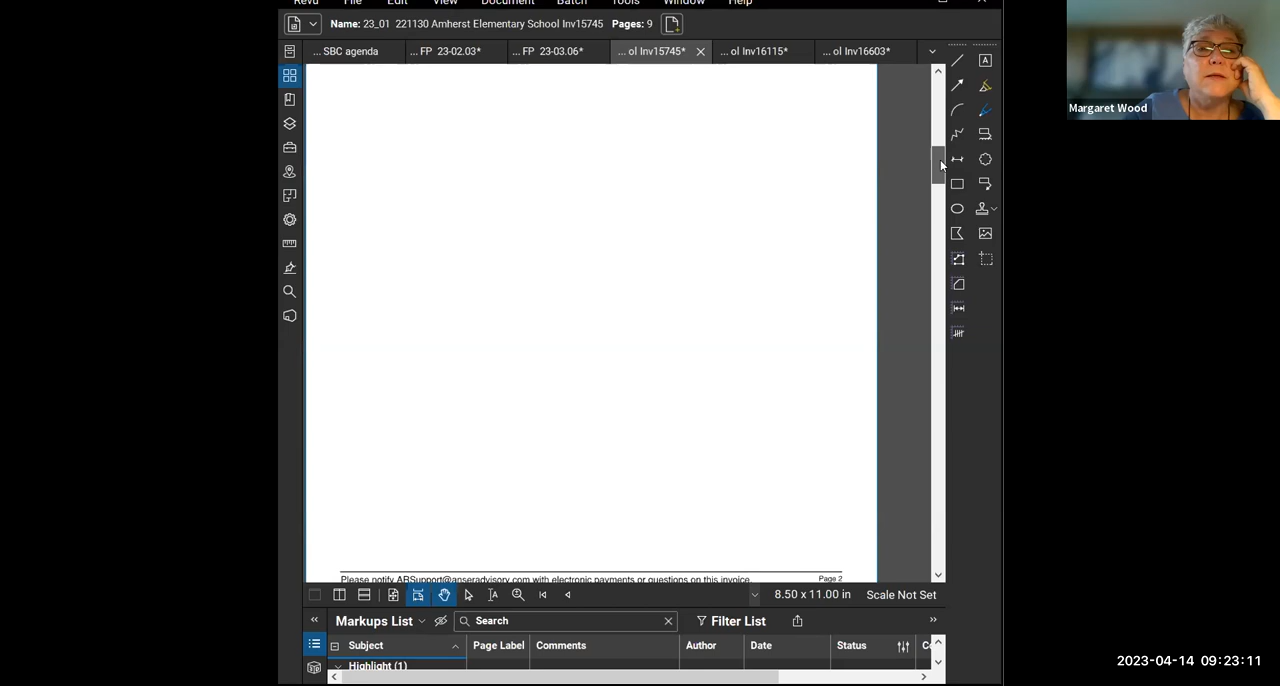 Revu File Edit View Document Batch Tools Window Help
Name: 23_01 221130 Amherst Elementary School Inv15745 Pages: 9
... SBC agenda ... FP 23-02.03* ... FP 23-03.06* ... ol Inv15745* ... ol Inv16115* ... ol Inv16603*
Margaret Wood
Please notify ARSupport@anseradvisory.com with electronic payments or questions on this invoice. Page 2
8.50 x 11.00 in Scale Not Set
Markups List Search Filter List
Subject Page Label Comments Author Date Status
Highlight (1)
2023-04-14 09:23:11